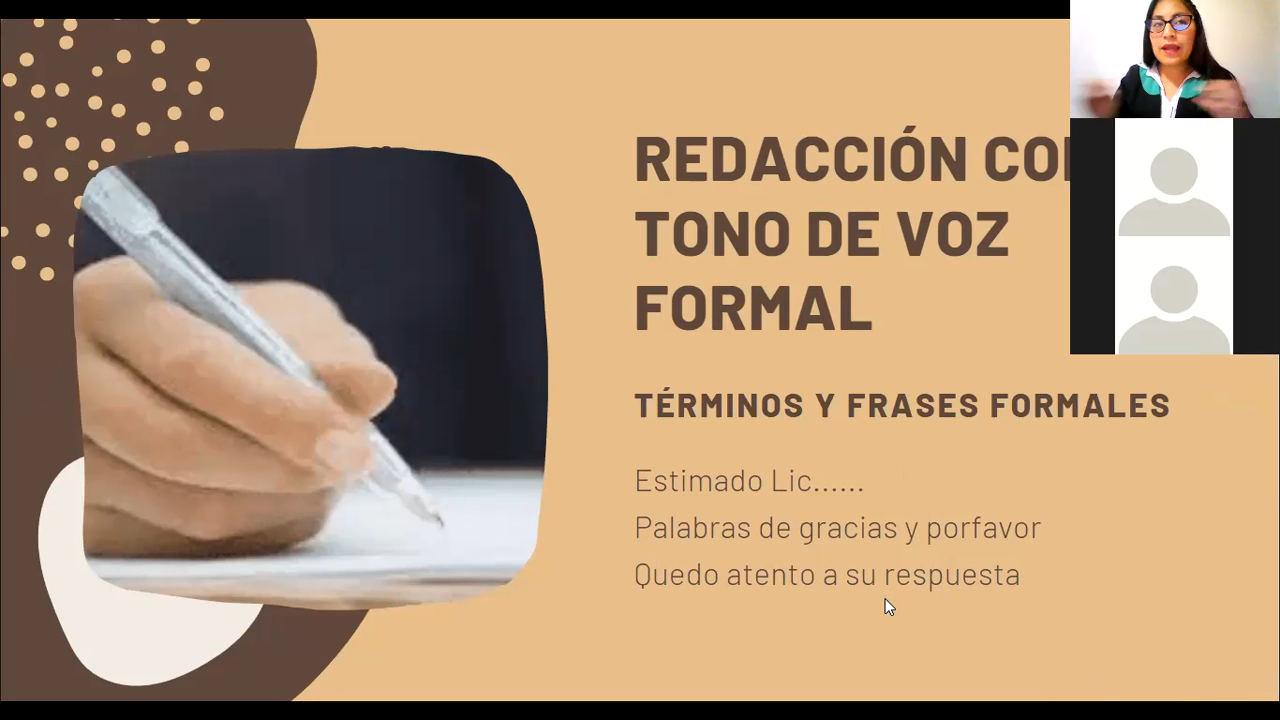 REDACCIÓN CO
TONO DE VOZ
FORMAL
TÉRMINOS Y FRASES FORMALES
Estimado Lic......
Palabras de gracias y porfavor
Quedo atento a su respuesta